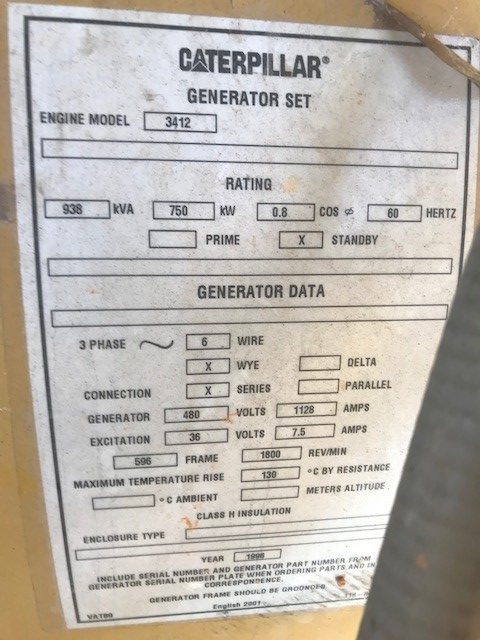 CATERPILLAR®
GENERATOR SET
ENGINE MODEL 3412
RATING
938 kVA 750 kW 0.8 COS ø 60 HERTZ
PRIME X STANDBY
GENERATOR DATA
3 PHASE ~ 6 WIRE
X WYE DELTA
CONNECTION X SERIES PARALLEL
GENERATOR 480 VOLTS 1128 AMPS
EXCITATION 36 VOLTS 7.5 AMPS
596 FRAME 1800 REV/MIN
MAXIMUM TEMPERATURE RISE 130 °C BY RESISTANCE
°C AMBIENT METERS ALTITUDE
CLASS H INSULATION
ENCLOSURE TYPE
YEAR 1998
INCLUDE SERIAL NUMBER AND GENERATOR PART NUMBER FROM
GENERATOR SERIAL NUMBER PLATE WHEN ORDERING PARTS AND IN
CORRESPONDENCE.
GENERATOR FRAME SHOULD BE GROUNDED
English 2001